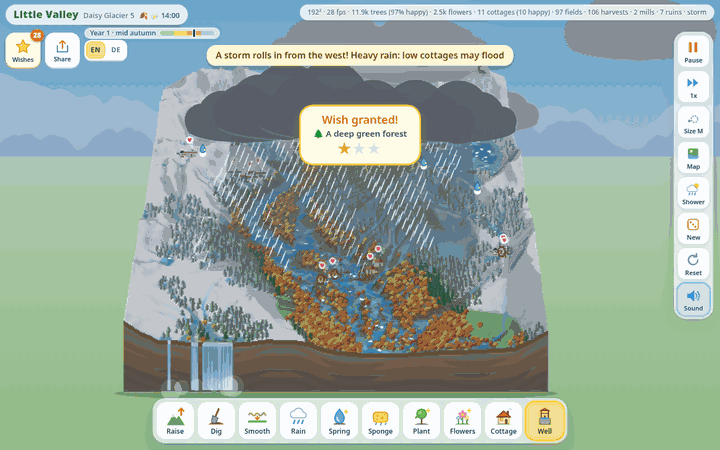 Little Valley Daisy Glacier 5 14:00
192² · 28 fps · 11.9k trees (97% happy) · 2.5k flowers · 11 cottages (10 happy) · 97 fields · 106 harvests · 2 mills · 7 ruins · storm
28
Wishes
Share
Year 1 · mid autumn
EN DE
A storm rolls in from the west! Heavy rain: low cottages may flood
Wish granted!
A deep green forest
Pause
1x
Size M
Map
Shower
New
Reset
Sound
Raise
Dig
Smooth
Rain
Spring
Sponge
Plant
Flowers
Cottage
Well